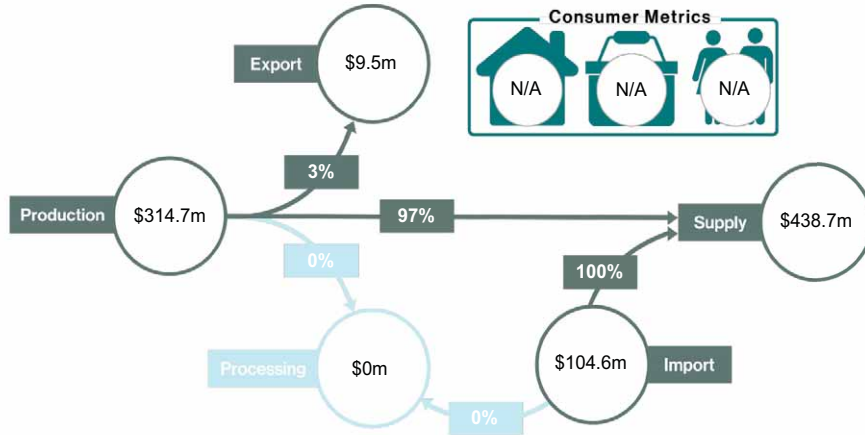 Consumer Metrics
N/A
N/A
N/A
Export
$9.5m
3%
Production
$314.7m
97%
Supply
$438.7m
0%
100%
Processing
$0m
$104.6m
Import
0%